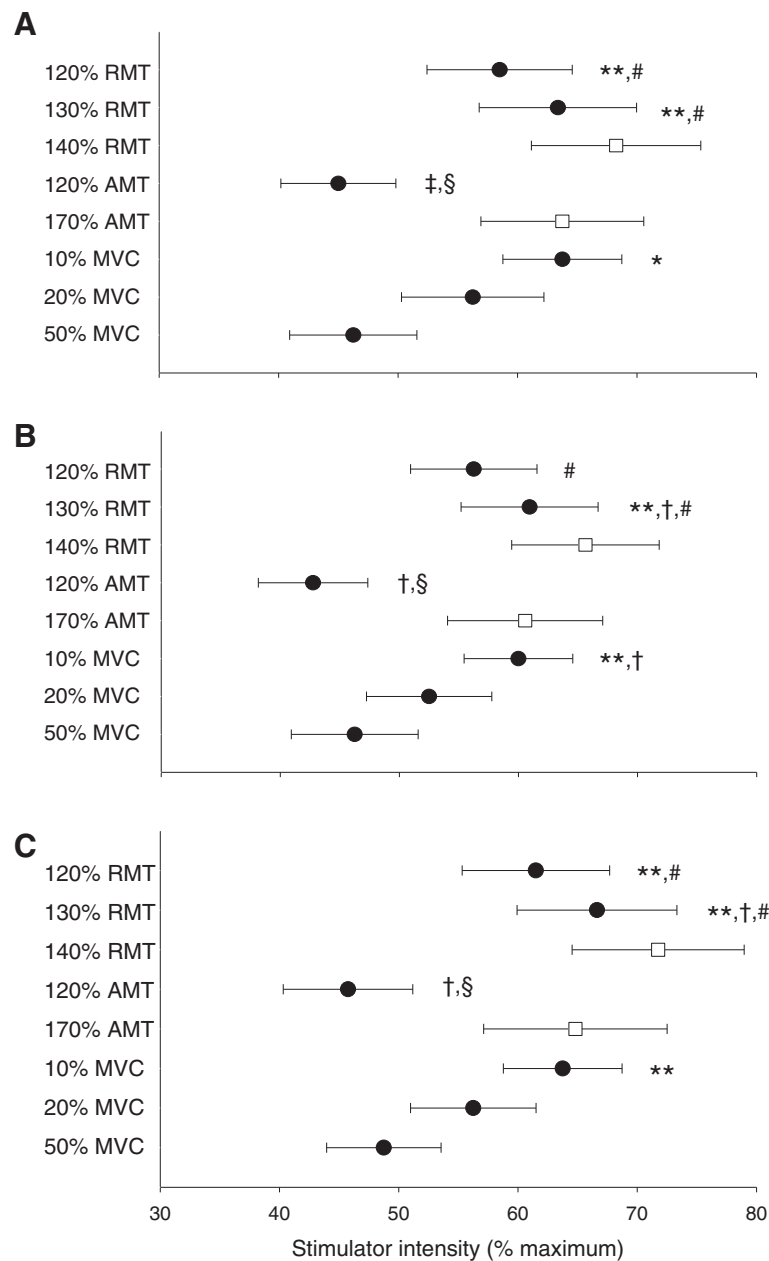 A
120% RMT **,#
130% RMT **,#
140% RMT
120% AMT ‡,§
170% AMT
10% MVC *
20% MVC
50% MVC
B
120% RMT #
130% RMT **,†,#
140% RMT
120% AMT †,§
170% AMT
10% MVC **,†
20% MVC
50% MVC
C
120% RMT **,#
130% RMT **,†,#
140% RMT
120% AMT †,§
170% AMT
10% MVC **
20% MVC
50% MVC
30 40 50 60 70 80
Stimulator intensity (% maximum)